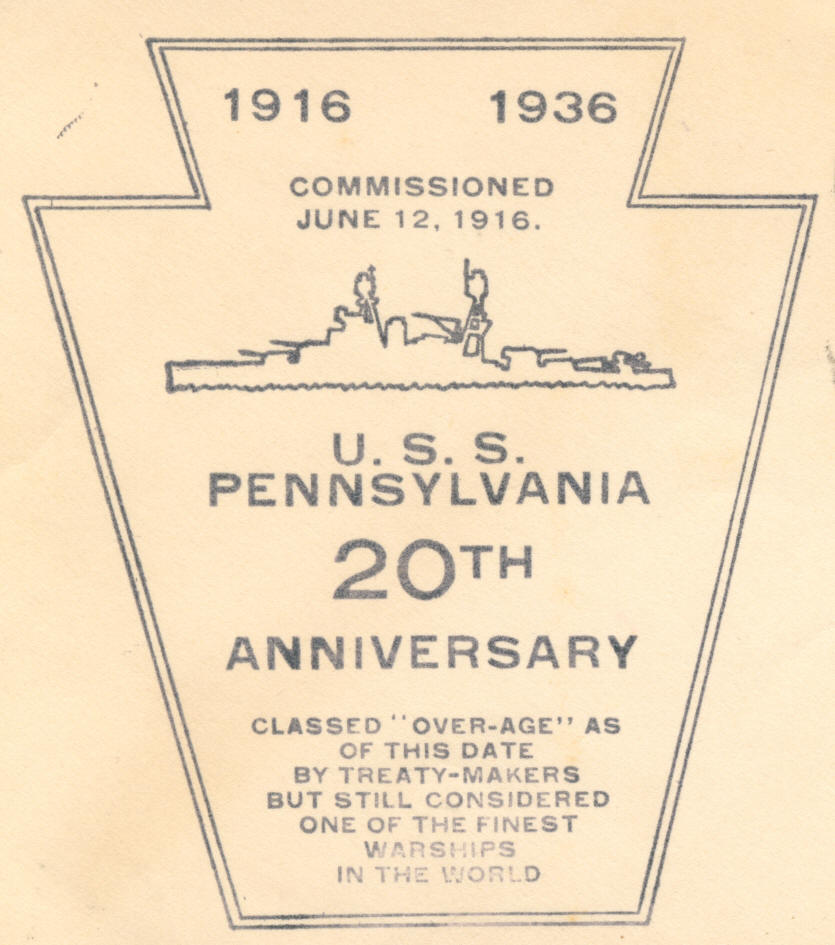 1916 1936
COMMISSIONED
JUNE 12, 1916.
U. S. S.
PENNSYLVANIA
20TH
ANNIVERSARY
CLASSED "OVER-AGE" AS
OF THIS DATE
BY TREATY-MAKERS
BUT STILL CONSIDERED
ONE OF THE FINEST
WARSHIPS
IN THE WORLD